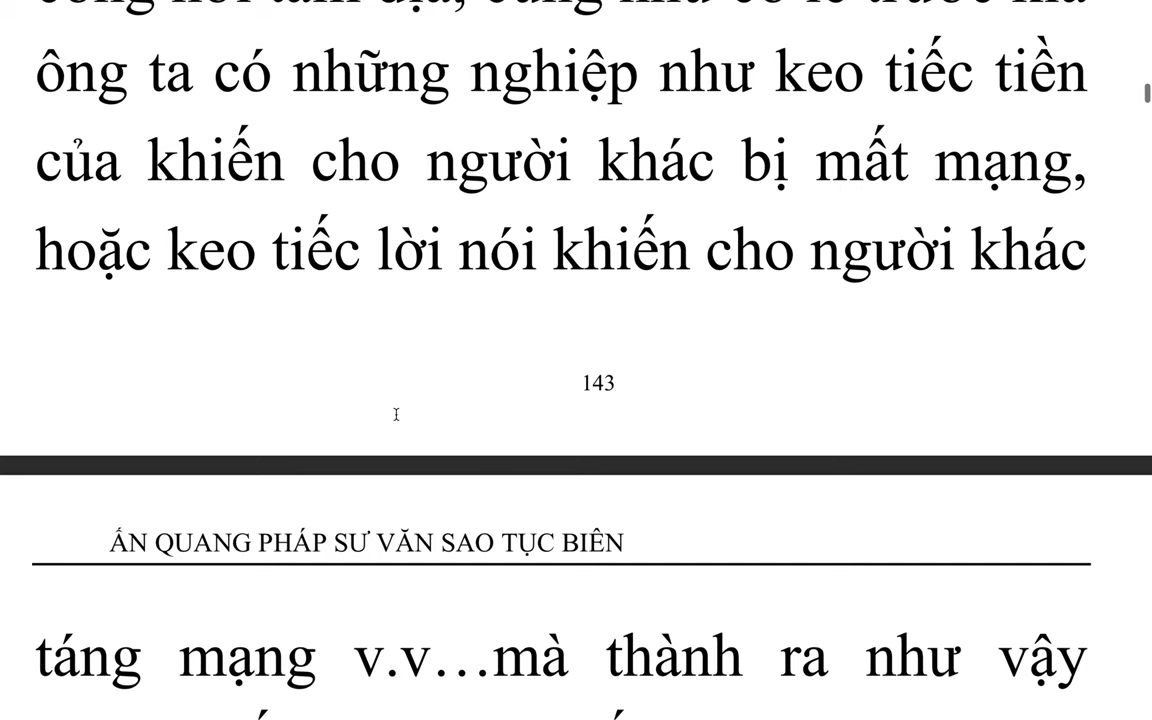 ông ta có những nghiệp như keo tiếc tiền
của khiến cho người khác bị mất mạng,
hoặc keo tiếc lời nói khiến cho người khác
143
ẤN QUANG PHÁP SƯ VĂN SAO TỤC BIÊN
táng mạng v.v…mà thành ra như vậy